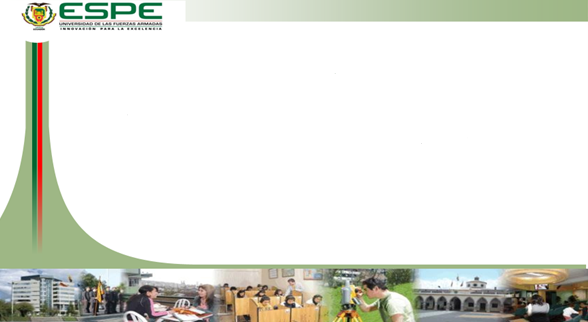 ESPE
UNIVERSIDAD DE LAS FUERZAS ARMADAS
INNOVACIÓN PARA LA EXCELENCIA